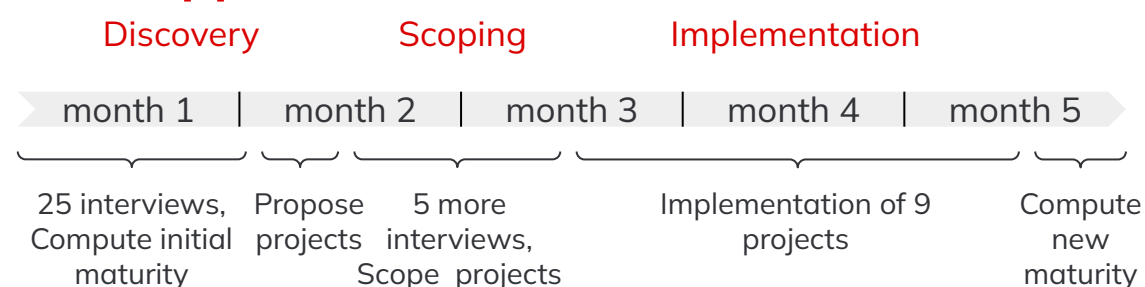 Discovery Scoping Implementation
month 1 month 2 month 3 month 4 month 5
25 interviews,
Compute initial
maturity
Propose
projects
5 more
interviews,
Scope projects
Implementation of 9
projects
Compute
new
maturity